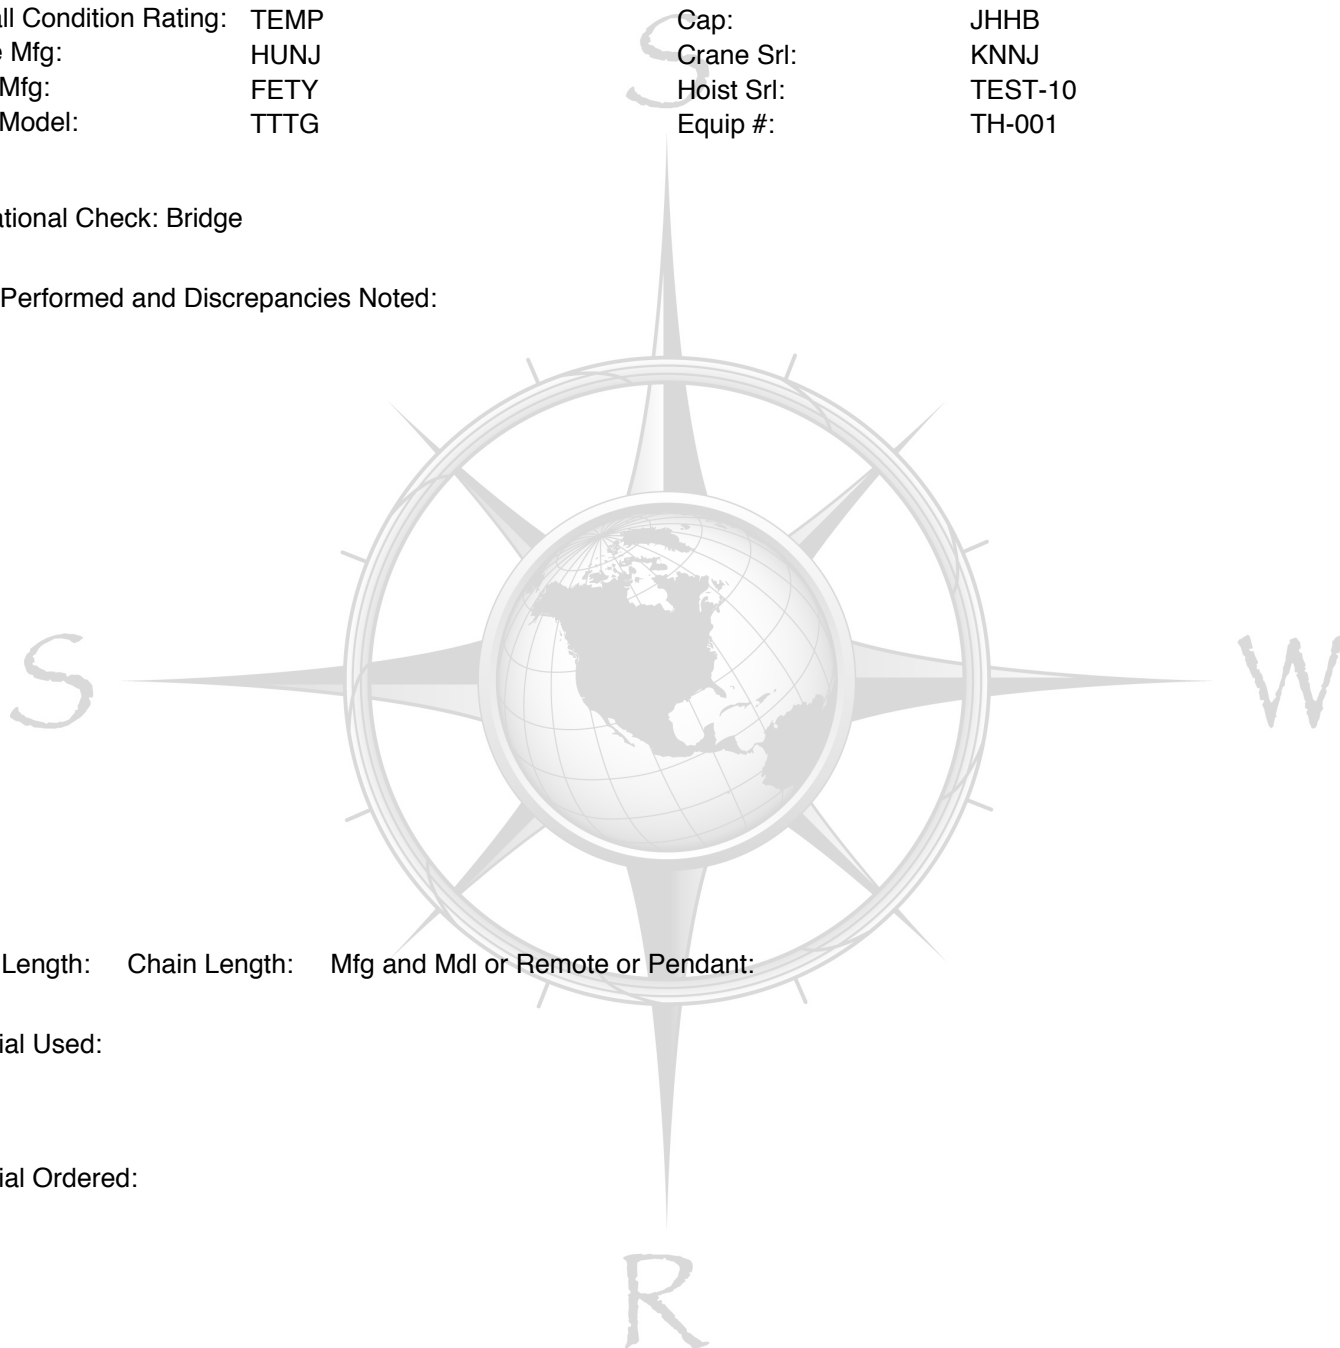 all Condition Rating: TEMP Cap: JHHB
e Mfg: HUNJ Crane Srl: KNNJ
Mfg: FETY Hoist Srl: TEST-10
Model: TTTG Equip #: TH-001
ational Check: Bridge
Performed and Discrepancies Noted:
Length: Chain Length: Mfg and Mdl or Remote or Pendant:
ial Used:
ial Ordered:
S
S
W
R